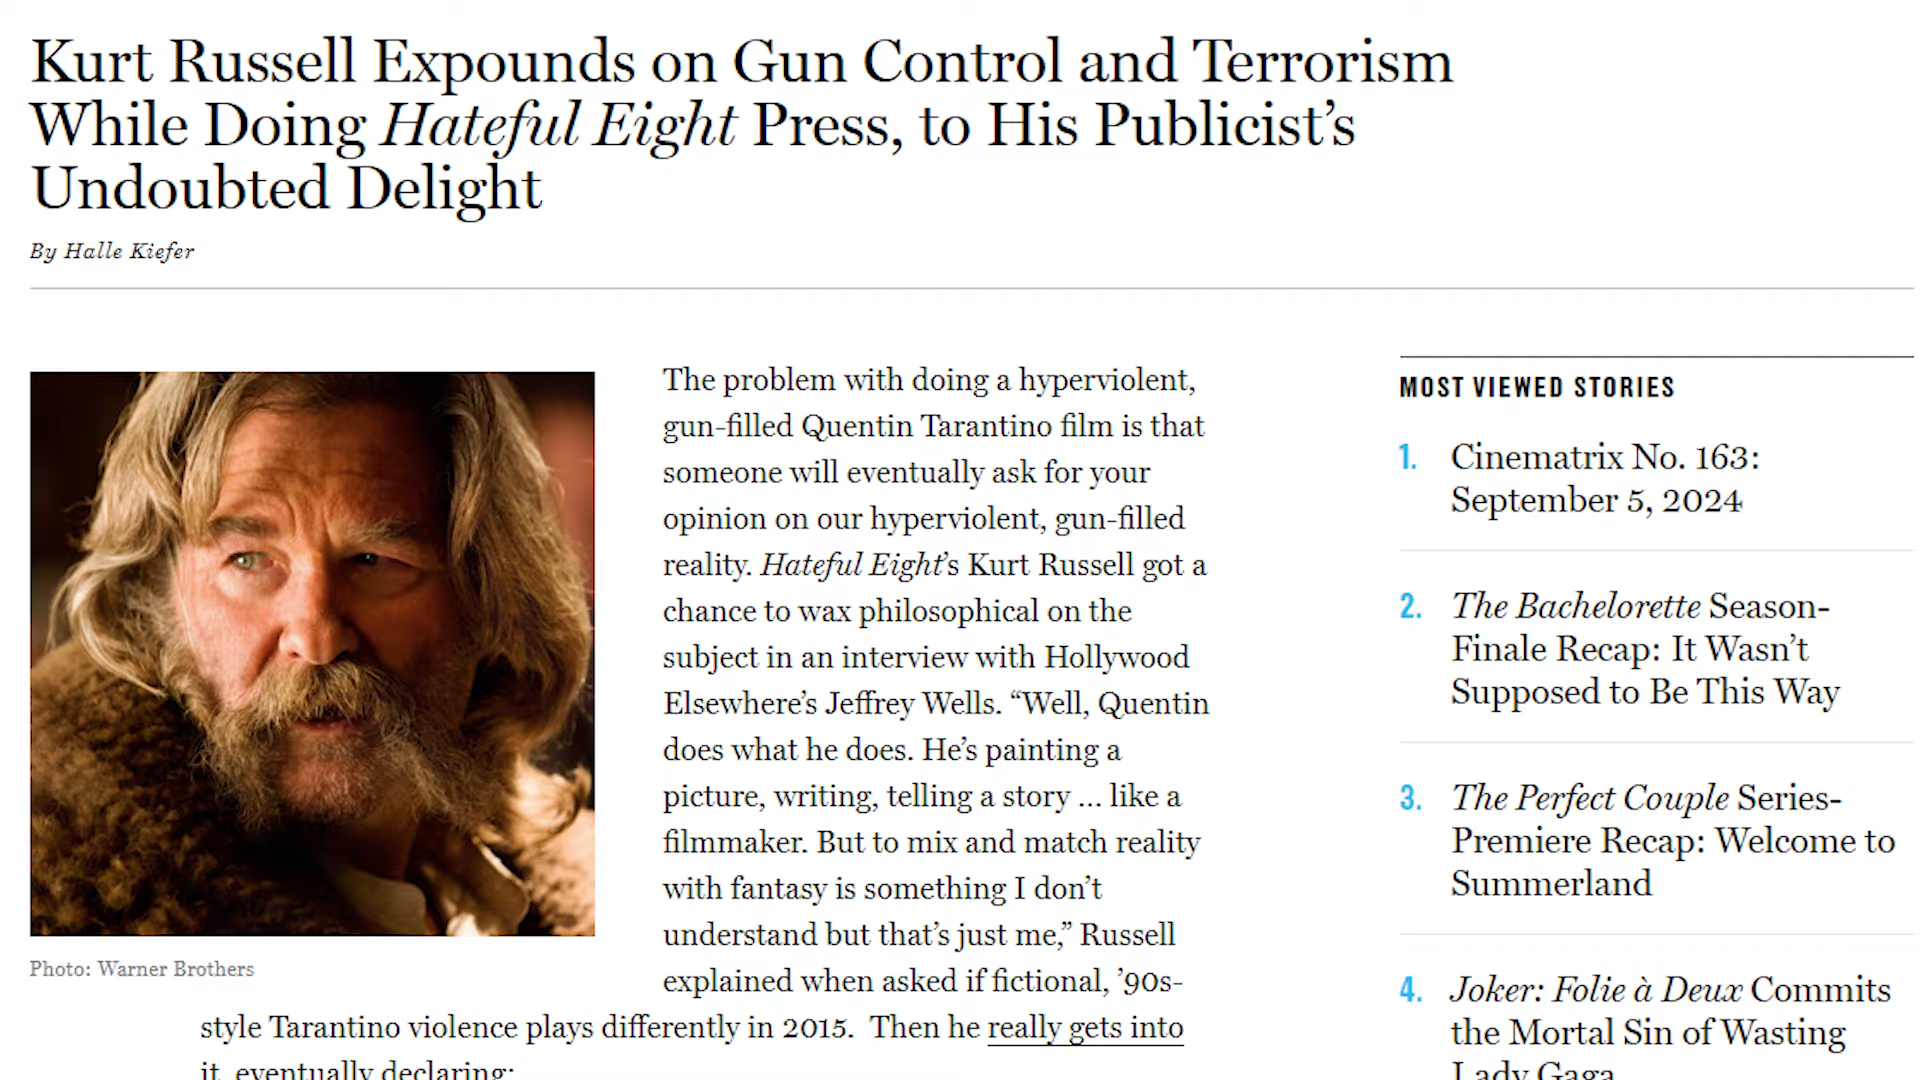 Kurt Russell Expounds on Gun Control and Terrorism
While Doing Hateful Eight Press, to His Publicist’s
Undoubted Delight
By Halle Kiefer
The problem with doing a hyperviolent,
gun-filled Quentin Tarantino film is that
someone will eventually ask for your
opinion on our hyperviolent, gun-filled
reality. Hateful Eight’s Kurt Russell got a
chance to wax philosophical on the
subject in an interview with Hollywood
Elsewhere’s Jeffrey Wells. “Well, Quentin
does what he does. He’s painting a
picture, writing, telling a story ... like a
filmmaker. But to mix and match reality
with fantasy is something I don’t
understand but that’s just me,” Russell
explained when asked if fictional, ’90s-
style Tarantino violence plays differently in 2015. Then he really gets into
it, eventually declaring:
Photo: Warner Brothers
MOST VIEWED STORIES
1. Cinematrix No. 163:
September 5, 2024
2. The Bachelorette Season-
Finale Recap: It Wasn’t
Supposed to Be This Way
3. The Perfect Couple Series-
Premiere Recap: Welcome to
Summerland
4. Joker: Folie à Deux Commits
the Mortal Sin of Wasting
Lady Gaga